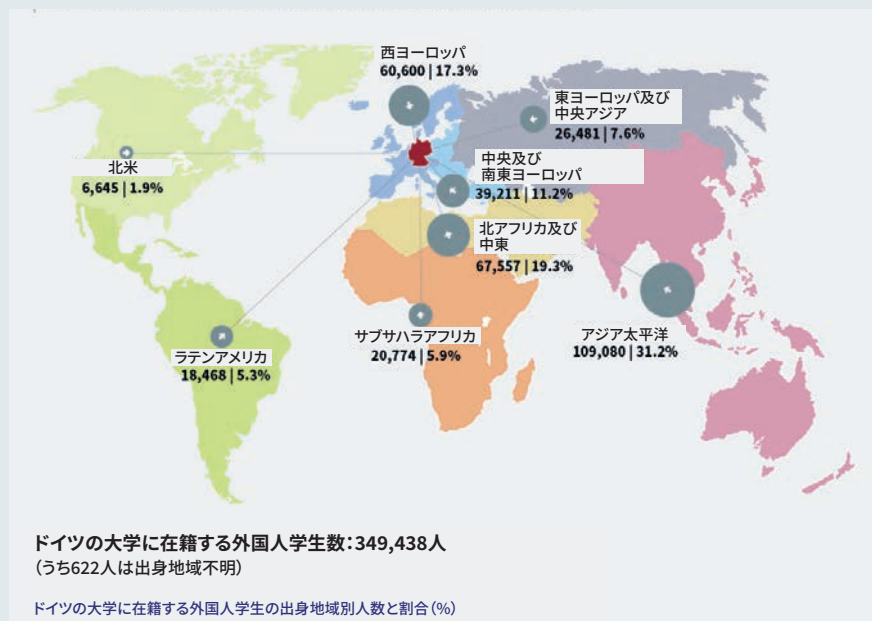 西ヨーロッパ
60,600 | 17.3%
東ヨーロッパ及び
中央アジア
26,481 | 7.6%
中央及び
南東ヨーロッパ
39,211 | 11.2%
北米
6,645 | 1.9%
北アフリカ及び
中東
67,557 | 19.3%
アジア太平洋
109,080 | 31.2%
サブサハラアフリカ
20,774 | 5.9%
ラテンアメリカ
18,468 | 5.3%
ドイツの大学に在籍する外国人学生数:349,438人
(うち622人は出身地域不明)
ドイツの大学に在籍する外国人学生の出身地域別人数と割合(%)